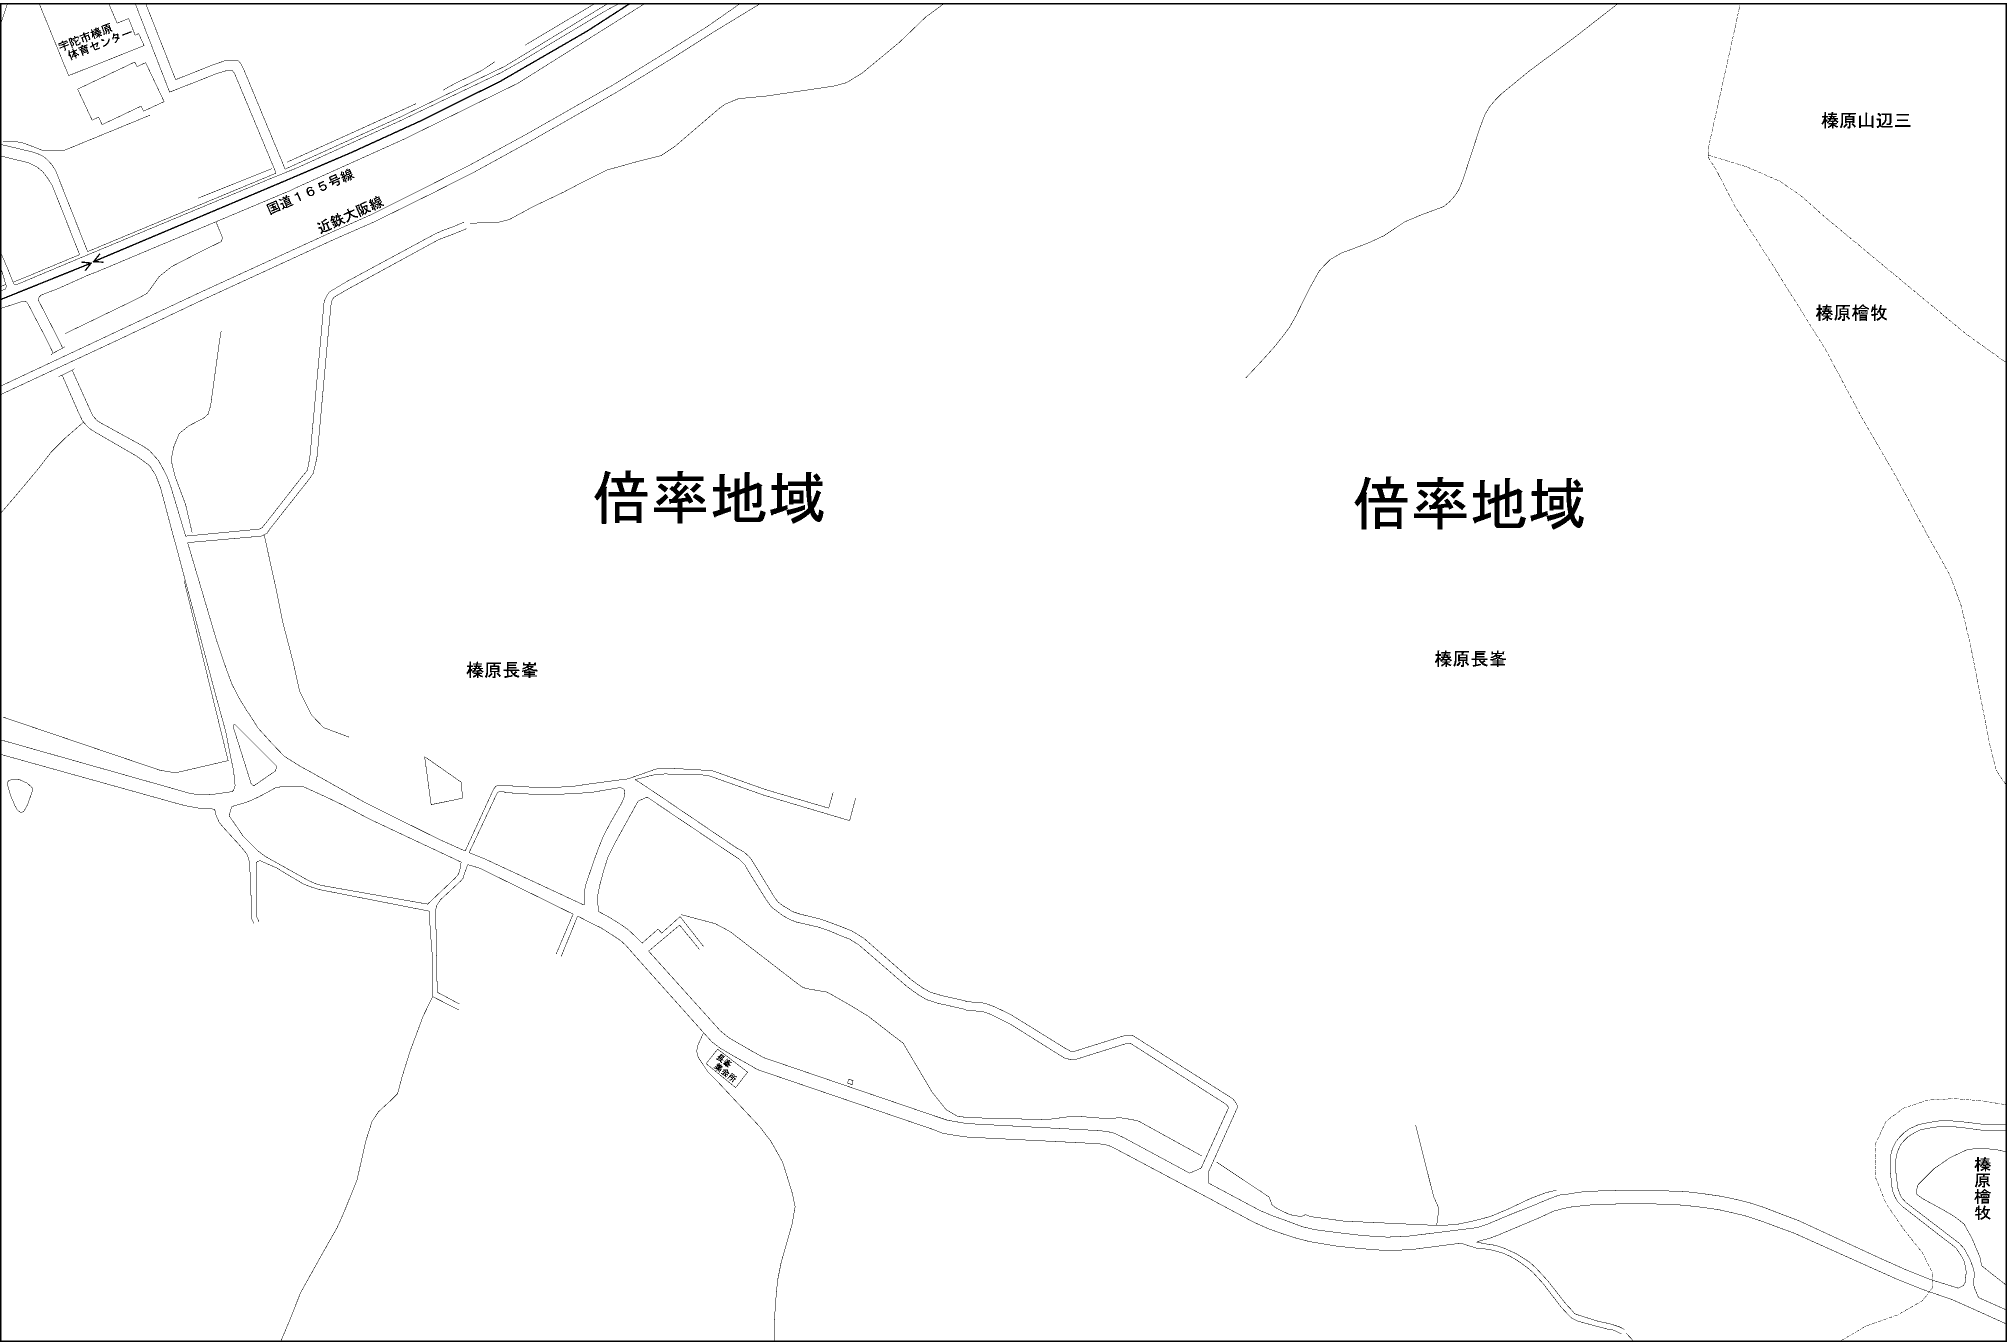 宇陀市榛原
体育センター
榛原山辺三
国道165号線
近鉄大阪線
榛原檜牧
倍率地域
倍率地域
榛原長峯
榛原長峯
長峯
集会所
榛原檜牧